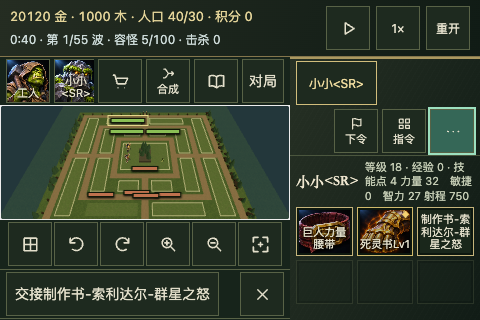 20120 金 · 1000 木 · 人口 40/30 · 积分 0
0:40 · 第 1/55 波 · 容怪 5/100 · 击杀 0
1×
重开
工人
小小
<SR>
合成
对局
小小<SR>
下令
指令
...
小小<SR>
等级 18 · 经验 0 · 技
能点 4 力量 32 敏捷
0 智力 27 射程 750
巨人力量
腰带
死灵书Lv1
制作书-索
利达尔-群
星之怒
交接制作书-索利达尔-群星之怒